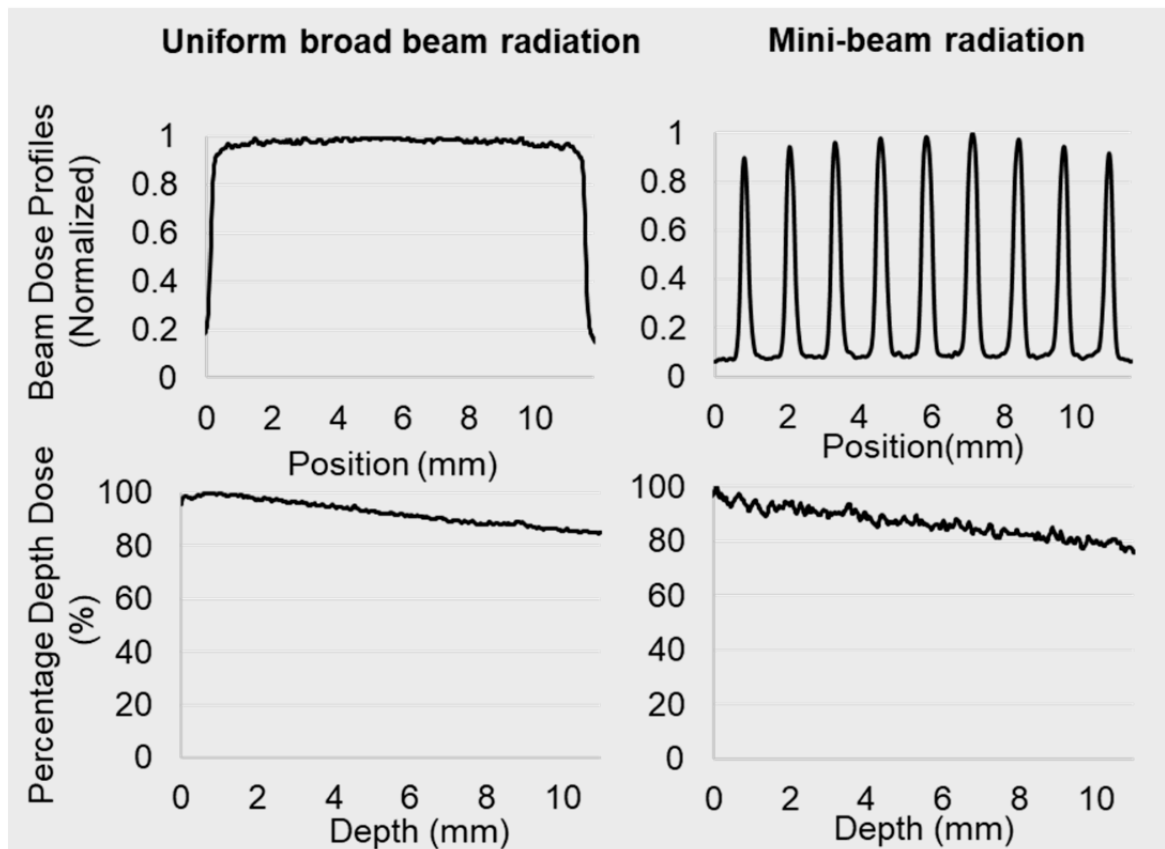 Uniform broad beam radiation
Mini-beam radiation
Beam Dose Profiles
(Normalized)
1
0.8
0.6
0.4
0.2
0
0 2 4 6 8 10
Position (mm)
1
0.8
0.6
0.4
0.2
0
0 2 4 6 8 10
Position(mm)
Percentage Depth Dose
(%)
100
80
60
40
20
0
0 2 4 6 8 10
Depth (mm)
100
80
60
40
20
0
0 2 4 6 8 10
Depth (mm)